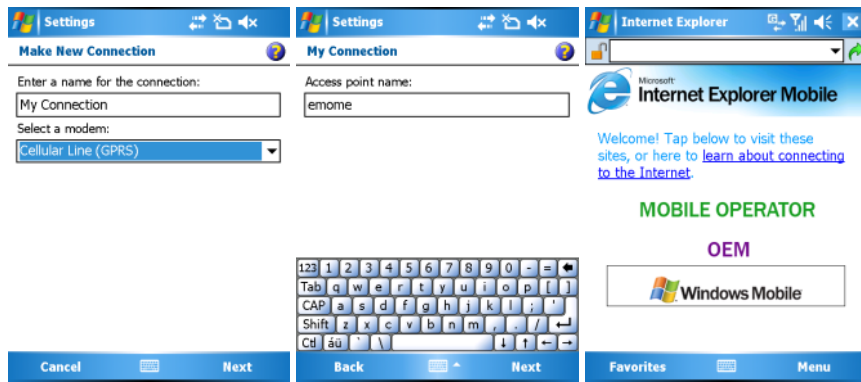 Settings
Make New Connection
?
Enter a name for the connection:
My Connection
Select a modem:
Cellular Line (GPRS)
Cancel
Next
Settings
My Connection
?
Access point name:
emome
123 1 2 3 4 5 6 7 8 9 0 - =
Tab q w e r t y u i o p [ ]
CAP a s d f g h j k l ; '
Shift z x c v b n m , . /
Ctl áü ` \
Back
Next
Internet Explorer
Microsoft
Internet Explorer Mobile
Welcome! Tap below to visit these
sites, or here to learn about connecting
to the Internet.
MOBILE OPERATOR
OEM
Windows Mobile
Favorites
Menu